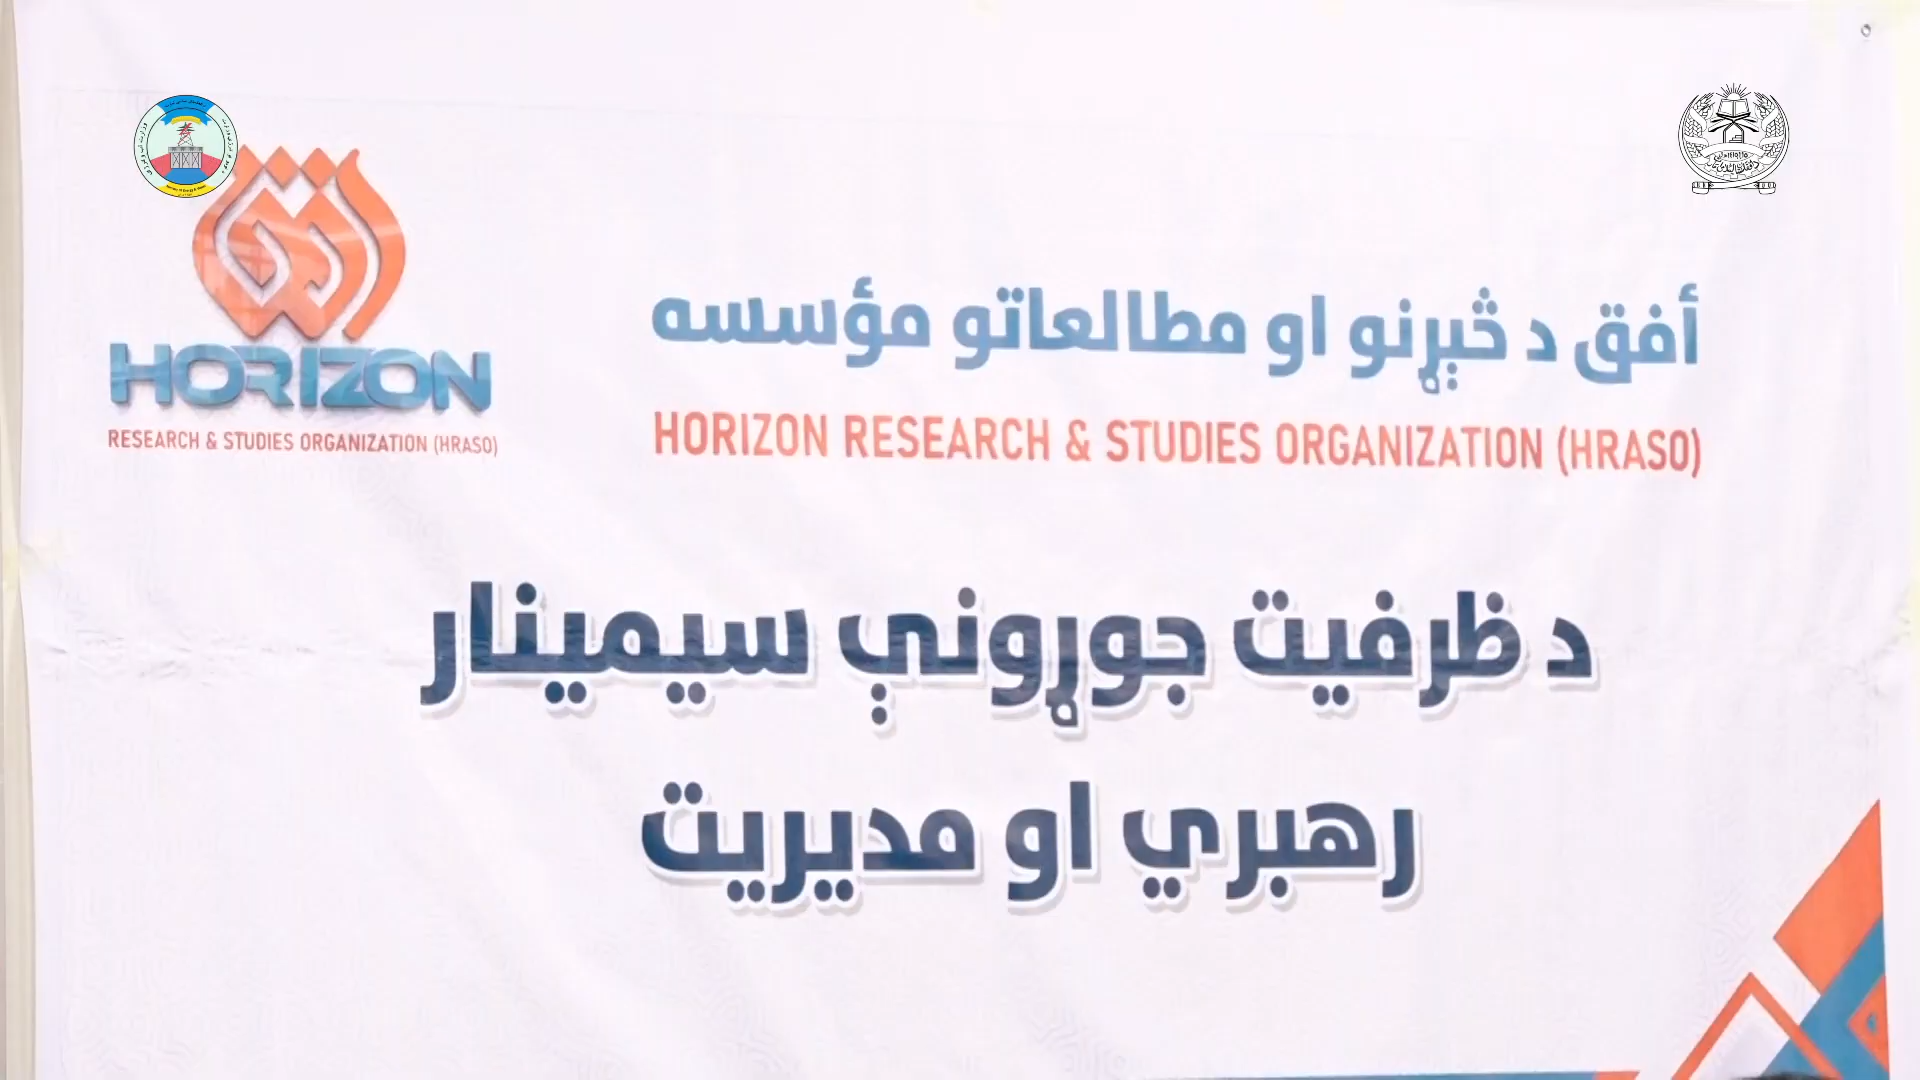 أفق د څېړنو او مطالعاتو مؤسسه
HORIZON RESEARCH & STUDIES ORGANIZATION (HRASO)
HORIZON
RESEARCH & STUDIES ORGANIZATION (HRASO)
د ظرفیت جوړونې سیمینار
رهبري او مدیریت